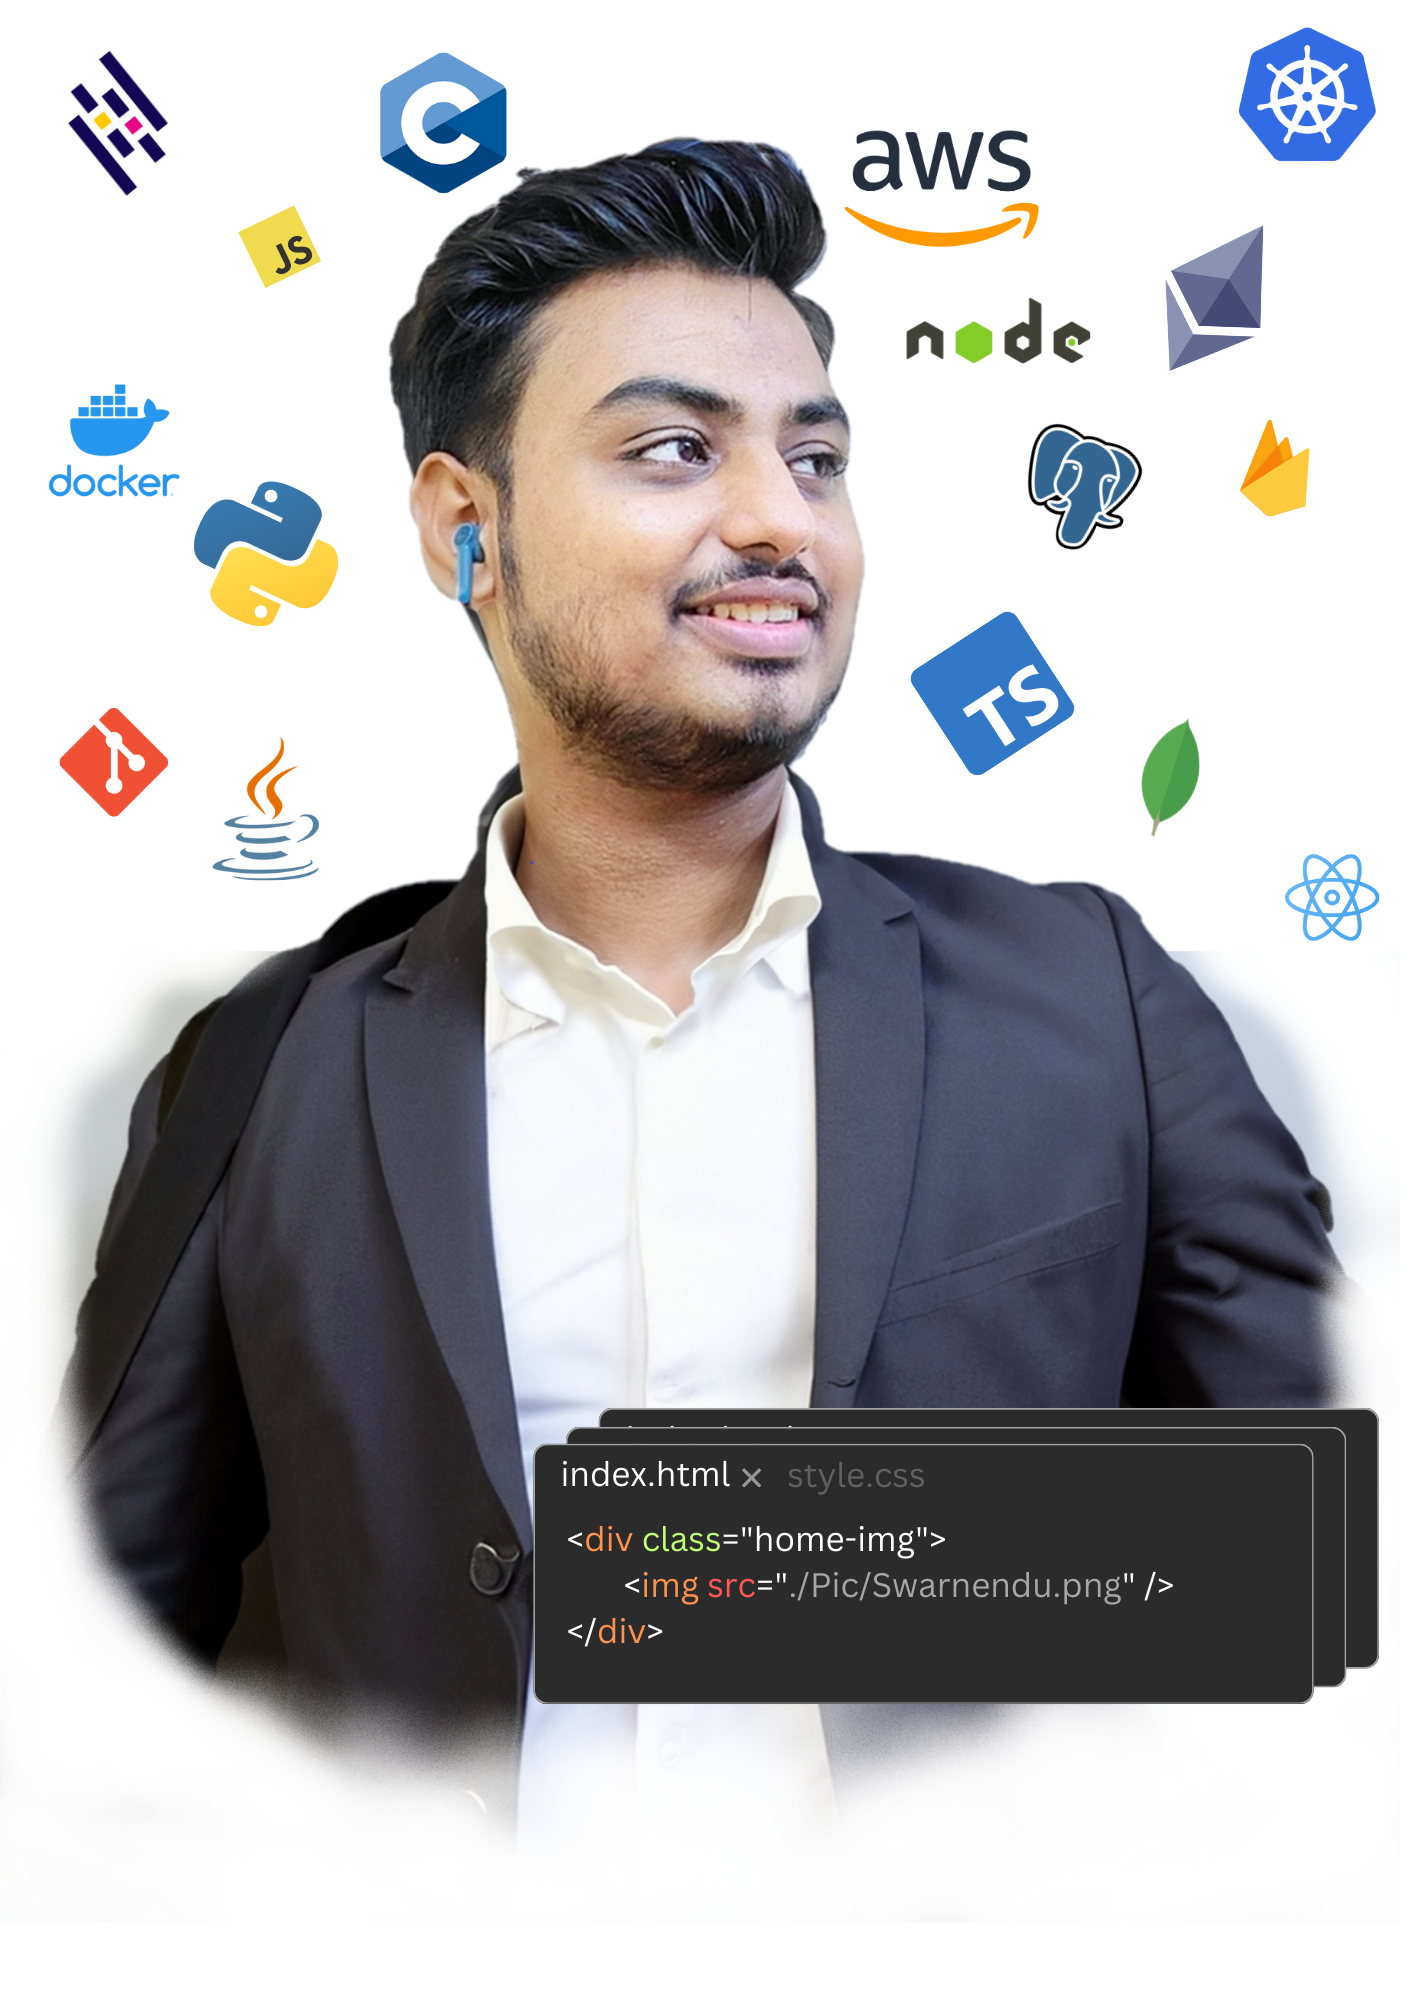 C
aws
JS
node
docker
TS
index.html × style.css
<div class="home-img">
<img src="./Pic/Swarnendu.png" />
</div>